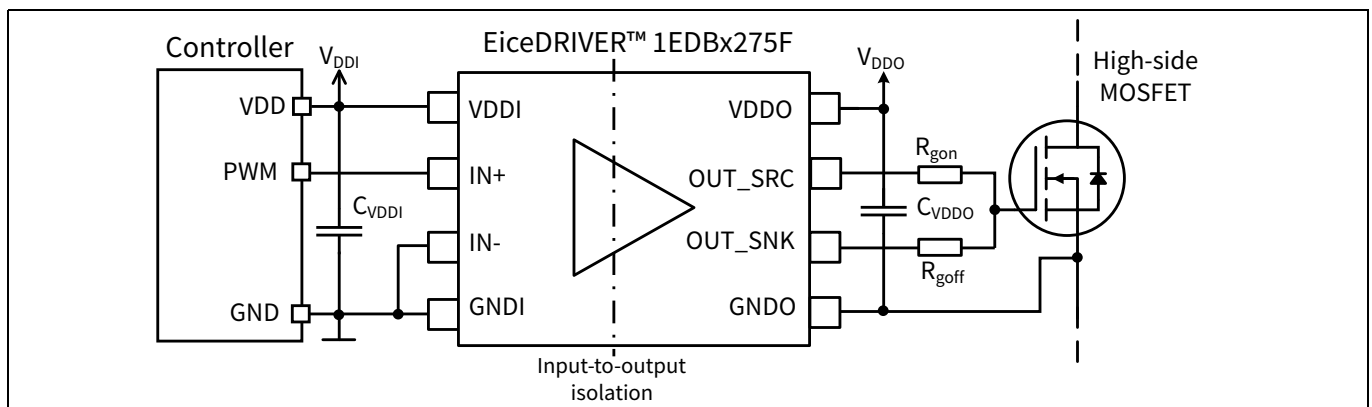 Controller
EiceDRIVER™ 1EDBx275F
V_DDI
V_DDO
High-side
MOSFET
VDD
VDDI
VDDO
R_gon
PWM
IN+
OUT_SRC
C_VDDI
C_VDDO
IN-
OUT_SNK
R_goff
GND
GNDI
GNDO
Input-to-output
isolation